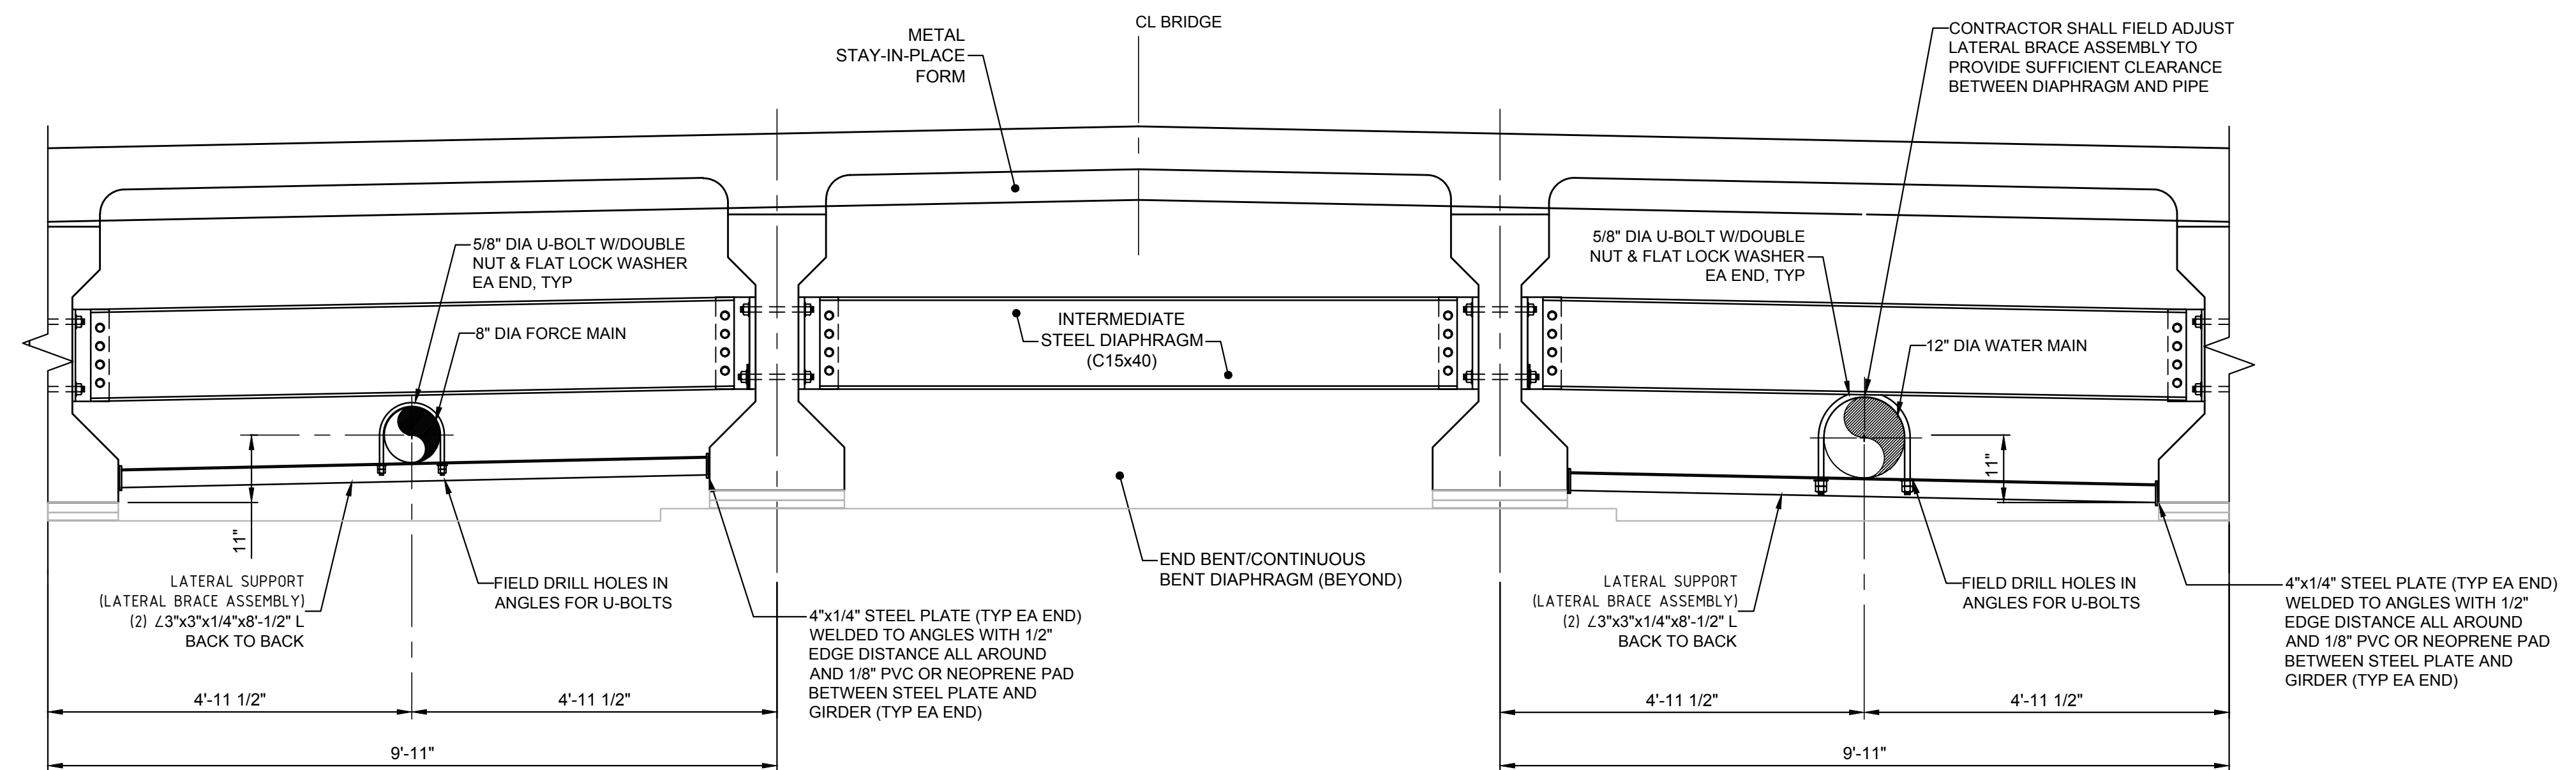 CL BRIDGE
METAL
STAY-IN-PLACE
FORM
CONTRACTOR SHALL FIELD ADJUST
LATERAL BRACE ASSEMBLY TO
PROVIDE SUFFICIENT CLEARANCE
BETWEEN DIAPHRAGM AND PIPE
5/8" DIA U-BOLT W/DOUBLE
NUT & FLAT LOCK WASHER
EA END, TYP
8" DIA FORCE MAIN
INTERMEDIATE
STEEL DIAPHRAGM
(C15x40)
5/8" DIA U-BOLT W/DOUBLE
NUT & FLAT LOCK WASHER
EA END, TYP
12" DIA WATER MAIN
11"
11"
LATERAL SUPPORT
(LATERAL BRACE ASSEMBLY)
(2) ∠3"x3"x1/4"x8'-1/2" L
BACK TO BACK
FIELD DRILL HOLES IN
ANGLES FOR U-BOLTS
4"x1/4" STEEL PLATE (TYP EA END)
WELDED TO ANGLES WITH 1/2"
EDGE DISTANCE ALL AROUND
AND 1/8" PVC OR NEOPRENE PAD
BETWEEN STEEL PLATE AND
GIRDER (TYP EA END)
END BENT/CONTINUOUS
BENT DIAPHRAGM (BEYOND)
LATERAL SUPPORT
(LATERAL BRACE ASSEMBLY)
(2) ∠3"x3"x1/4"x8'-1/2" L
BACK TO BACK
FIELD DRILL HOLES IN
ANGLES FOR U-BOLTS
4"x1/4" STEEL PLATE (TYP EA END)
WELDED TO ANGLES WITH 1/2"
EDGE DISTANCE ALL AROUND
AND 1/8" PVC OR NEOPRENE PAD
BETWEEN STEEL PLATE AND
GIRDER (TYP EA END)
4'-11 1/2"
4'-11 1/2"
4'-11 1/2"
4'-11 1/2"
9'-11"
9'-11"